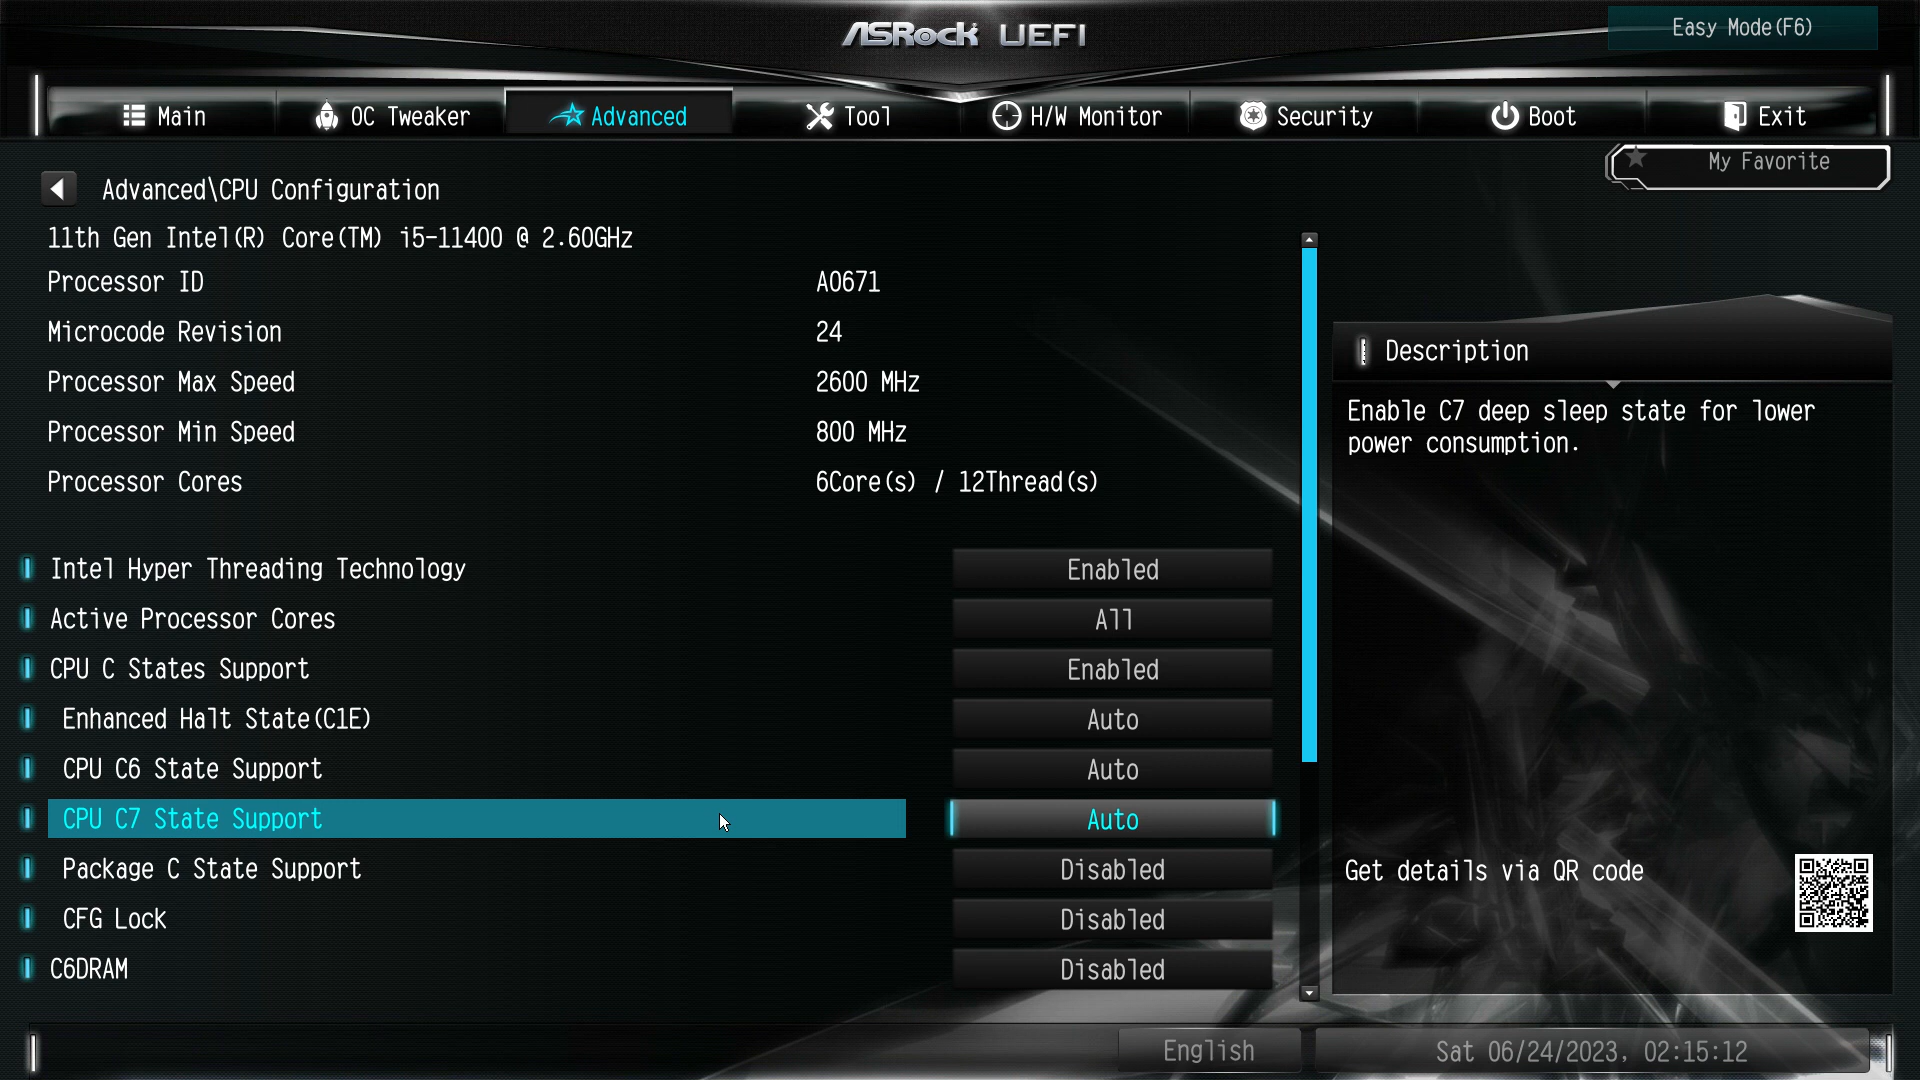 ASRock UEFI
Easy Mode(F6)
Main OC Tweaker Advanced Tool H/W Monitor Security Boot Exit
My Favorite
Advanced\CPU Configuration
11th Gen Intel(R) Core(TM) i5-11400 @ 2.60GHz
Processor ID A0671
Microcode Revision 24
Processor Max Speed 2600 MHz
Processor Min Speed 800 MHz
Processor Cores 6Core(s) / 12Thread(s)
Intel Hyper Threading Technology Enabled
Active Processor Cores All
CPU C States Support Enabled
Enhanced Halt State(C1E) Auto
CPU C6 State Support Auto
CPU C7 State Support Auto
Package C State Support Disabled
CFG Lock Disabled
C6DRAM Disabled
Description
Enable C7 deep sleep state for lower
power consumption.
Get details via QR code
English
Sat 06/24/2023, 02:15:12